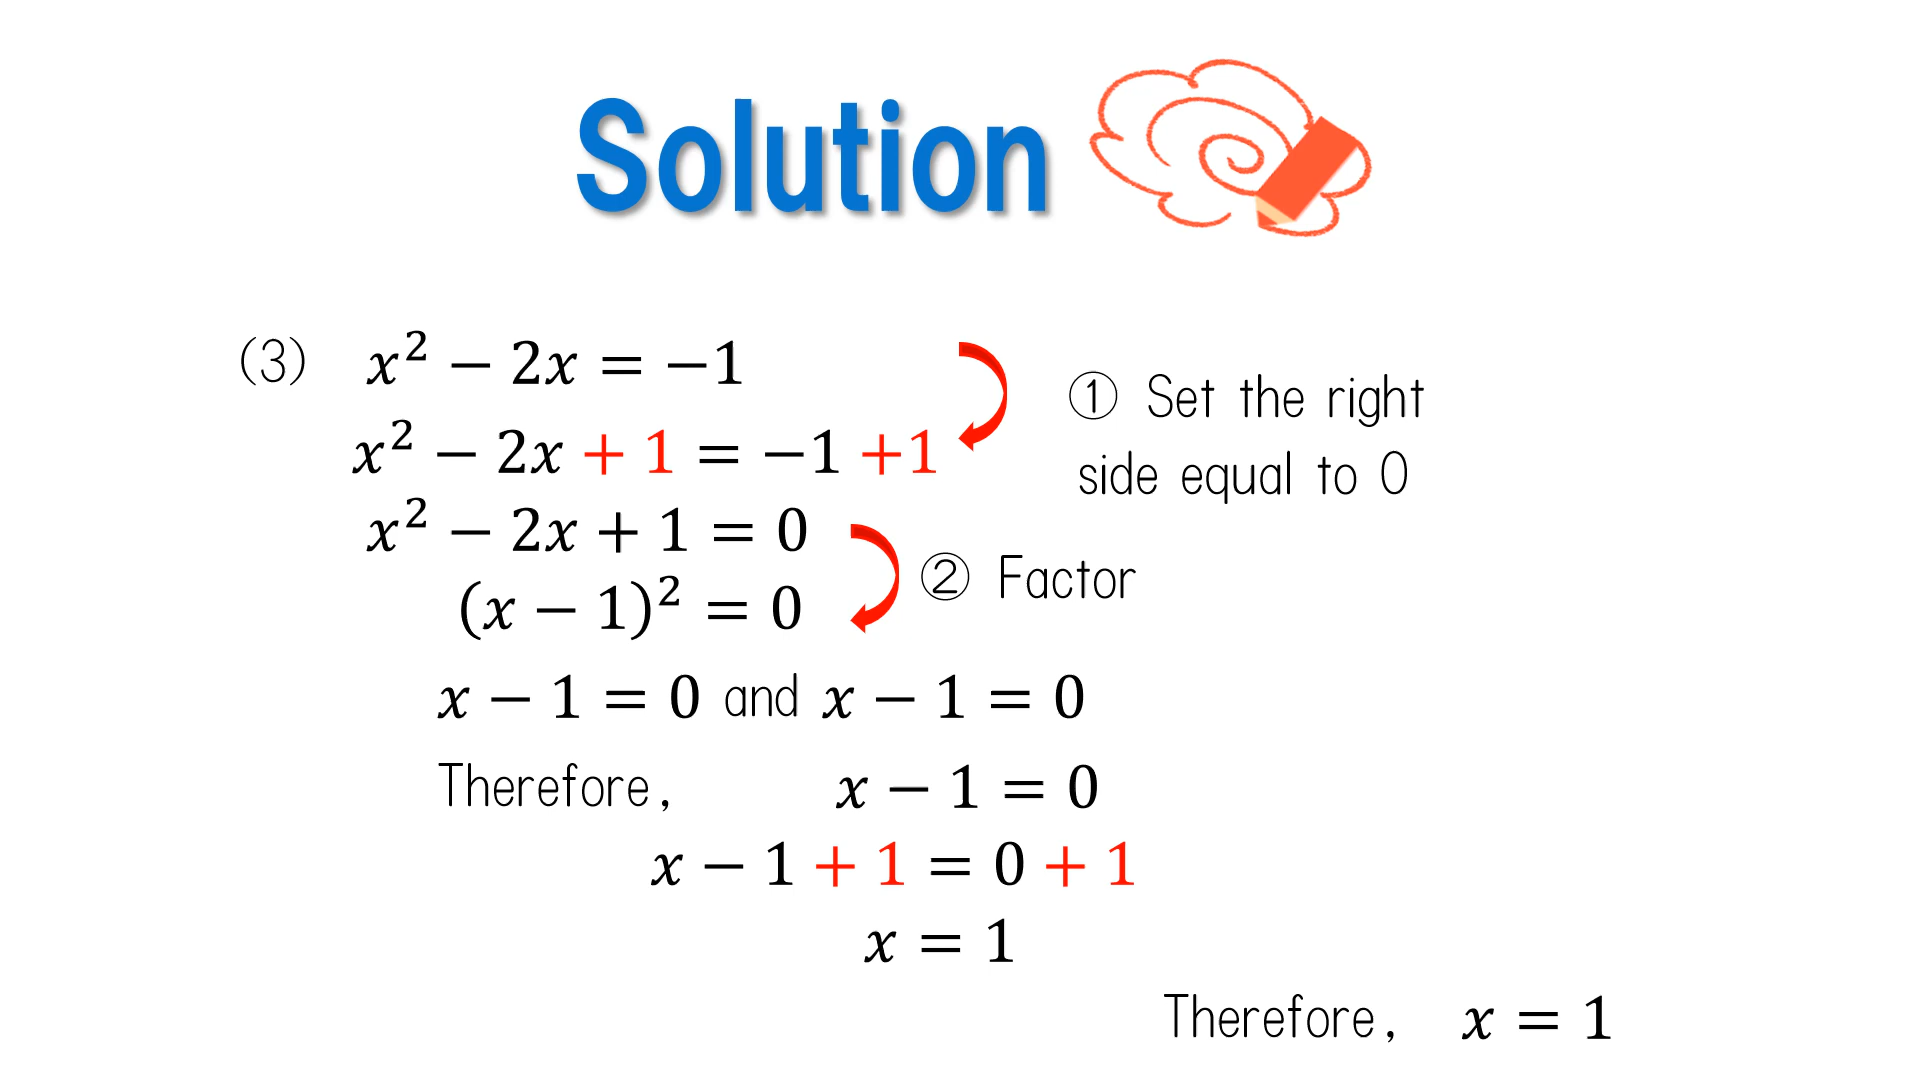 Solution
(3) x² − 2x = −1
① Set the right
side equal to 0
x² − 2x + 1 = −1 +1
x² − 2x + 1 = 0
② Factor
(x − 1)² = 0
x − 1 = 0 and x − 1 = 0
Therefore, x − 1 = 0
x − 1 + 1 = 0 + 1
x = 1
Therefore, x = 1